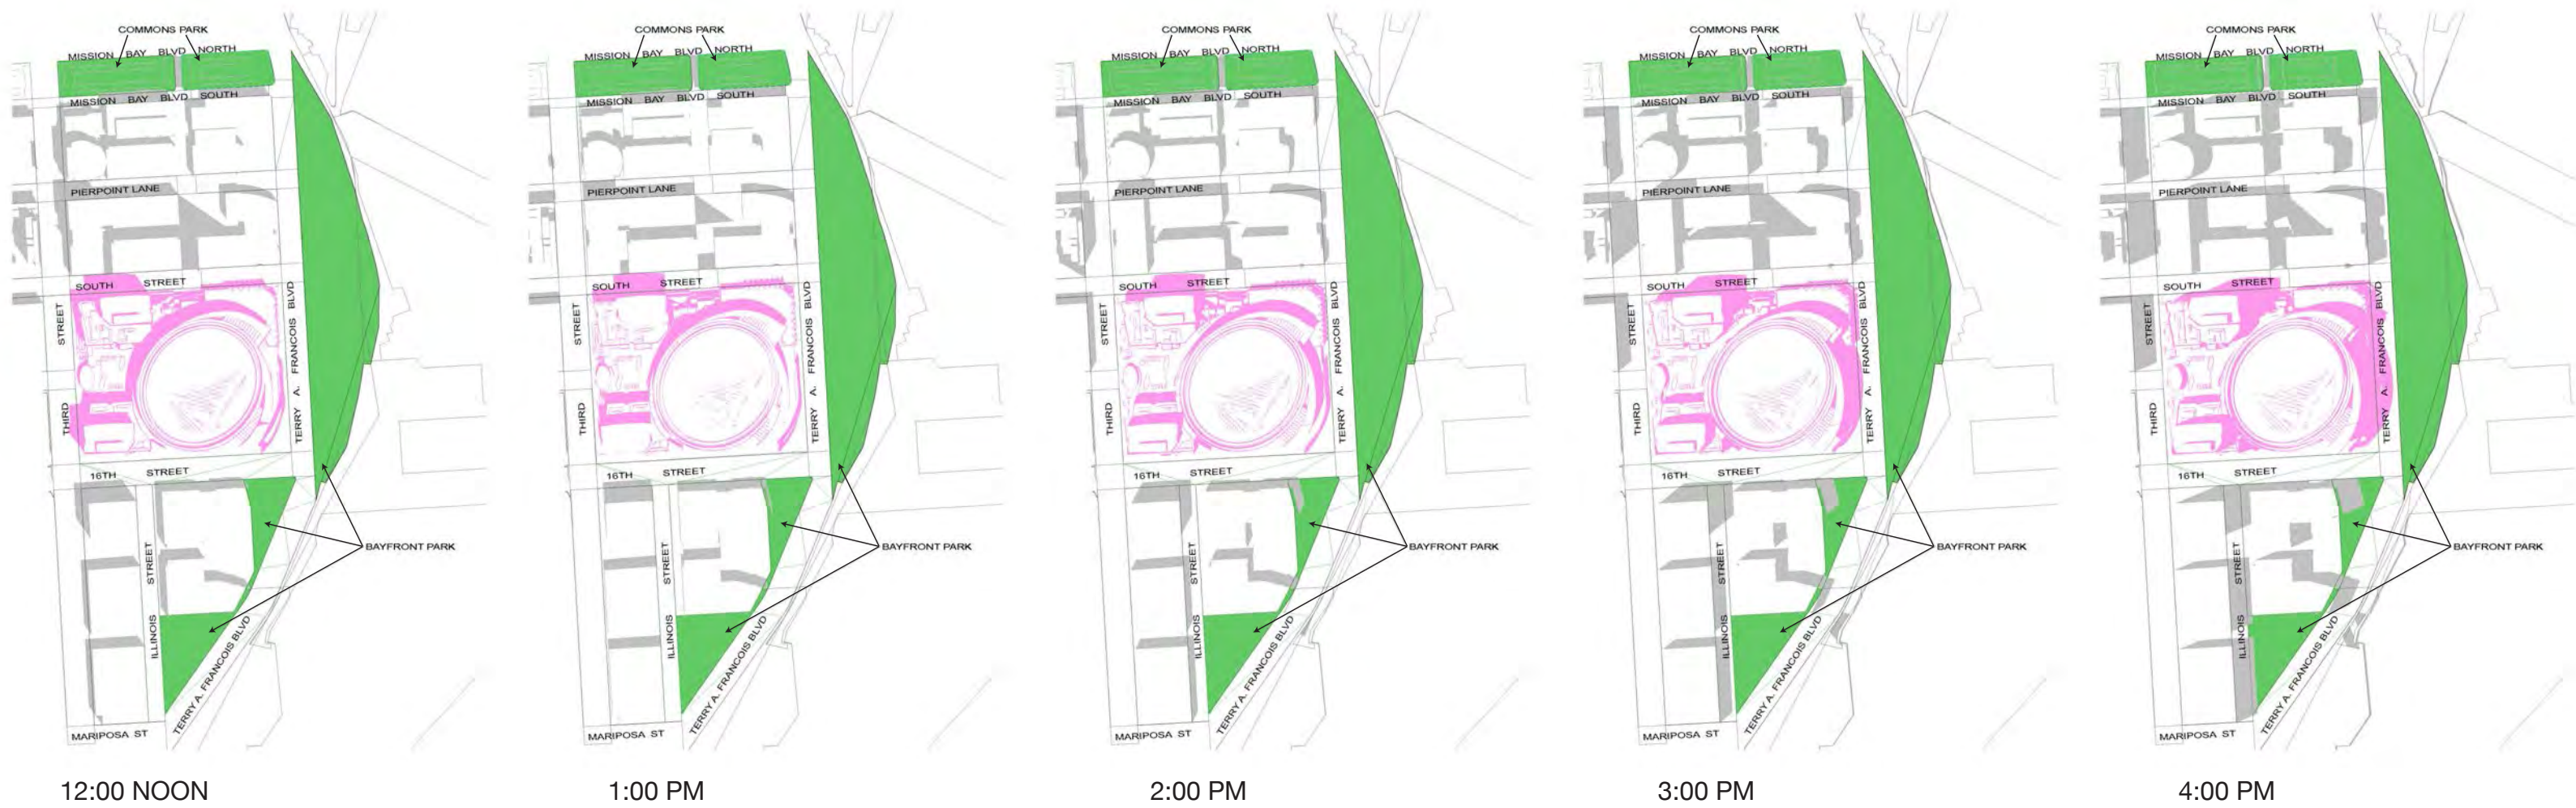 COMMONS PARK
MISSION BAY BLVD NORTH
MISSION BAY BLVD SOUTH
PIERPOINT LANE
SOUTH STREET
THIRD STREET
TERRY A. FRANCOIS BLVD
16TH STREET
ILLINOIS STREET
BAYFRONT PARK
TERRY A. FRANCOIS BLVD
MARIPOSA ST
12:00 NOON
COMMONS PARK
MISSION BAY BLVD NORTH
MISSION BAY BLVD SOUTH
PIERPOINT LANE
SOUTH STREET
THIRD STREET
TERRY A. FRANCOIS BLVD
16TH STREET
ILLINOIS STREET
BAYFRONT PARK
TERRY A. FRANCOIS BLVD
MARIPOSA ST
1:00 PM
COMMONS PARK
MISSION BAY BLVD NORTH
MISSION BAY BLVD SOUTH
PIERPOINT LANE
SOUTH STREET
THIRD STREET
TERRY A. FRANCOIS BLVD
16TH STREET
ILLINOIS STREET
BAYFRONT PARK
TERRY A. FRANCOIS BLVD
MARIPOSA ST
2:00 PM
COMMONS PARK
MISSION BAY BLVD NORTH
MISSION BAY BLVD SOUTH
PIERPOINT LANE
SOUTH STREET
THIRD STREET
TERRY A. FRANCOIS BLVD
16TH STREET
ILLINOIS STREET
BAYFRONT PARK
TERRY A. FRANCOIS BLVD
MARIPOSA ST
3:00 PM
COMMONS PARK
MISSION BAY BLVD NORTH
MISSION BAY BLVD SOUTH
PIERPOINT LANE
SOUTH STREET
THIRD STREET
TERRY A. FRANCOIS BLVD
16TH STREET
ILLINOIS STREET
BAYFRONT PARK
TERRY A. FRANCOIS BLVD
MARIPOSA ST
4:00 PM